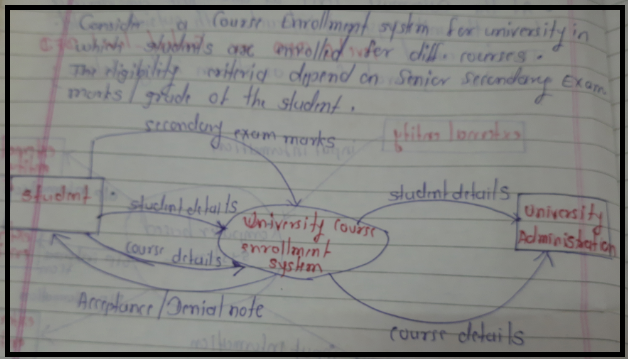 Consider a Course Enrollment system for university in
which students are enrolled for diff. courses.
The eligibility criteria depend on Senior secondary Exam
marks / grade of the student.
secondary exam marks
student
student details
course details
Acceptance/Denial note
University course
enrollment
system
student details
University
Administration
course details